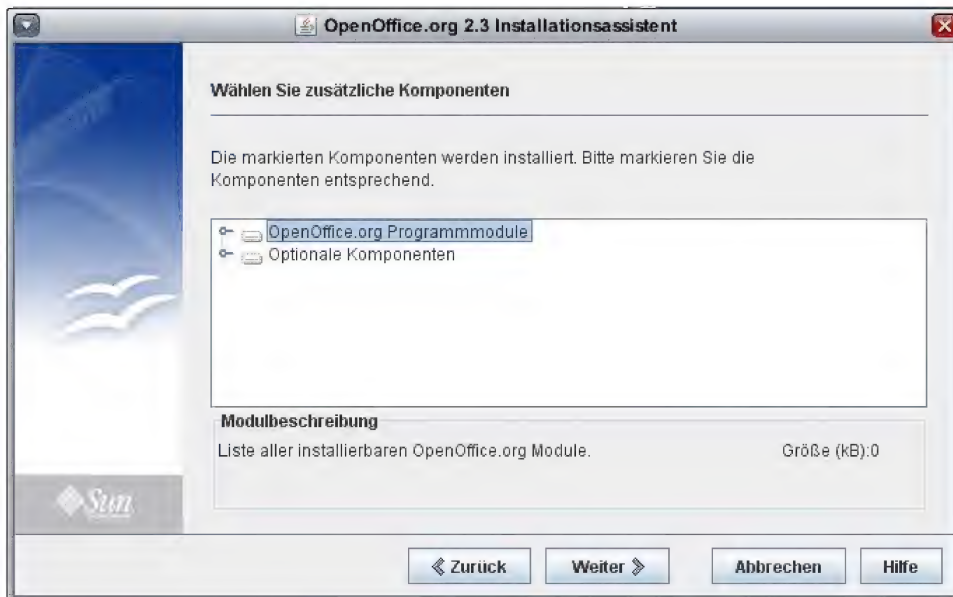 OpenOffice.org 2.3 Installationsassistent
Wählen Sie zusätzliche Komponenten
Die markierten Komponenten werden installiert. Bitte markieren Sie die
Komponenten entsprechend.
OpenOffice.org Programmmodule
Optionale Komponenten
Modulbeschreibung
Liste aller installierbaren OpenOffice.org Module. Größe (kB):0
Sun
Zurück Weiter Abbrechen Hilfe